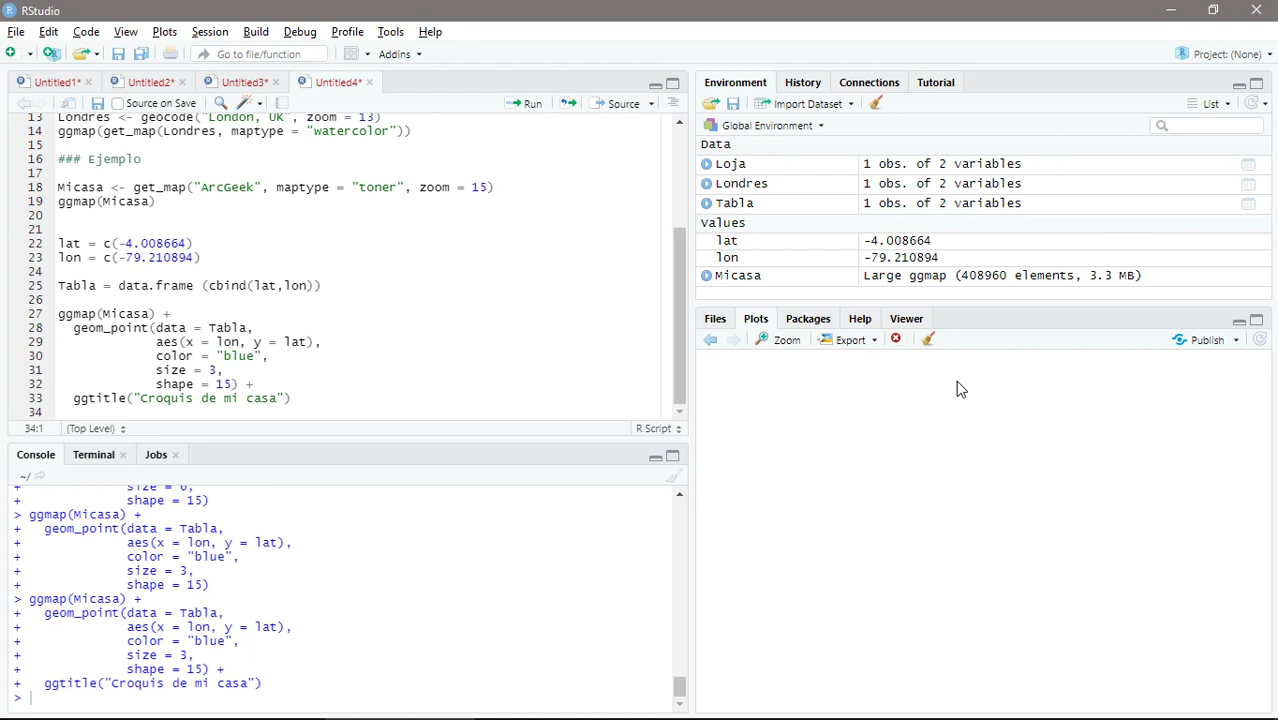 RStudio
File Edit Code View Plots Session Build Debug Profile Tools Help
Go to file/function Addins Project: (None)
Untitled1* Untitled2* Untitled3* Untitled4*
Source on Save Run Source
13 Londres <- geocode("London, UK", zoom = 13)
14 ggmap(get_map(Londres, maptype = "watercolor"))
15
16 ### Ejemplo
17
18 Micasa <- get_map("ArcGeek", maptype = "toner", zoom = 15)
19 ggmap(Micasa)
20
21
22 lat = c(-4.008664)
23 lon = c(-79.210894)
24
25 Tabla = data.frame (cbind(lat,lon))
26
27 ggmap(Micasa) +
28 geom_point(data = Tabla,
29 aes(x = lon, y = lat),
30 color = "blue",
31 size = 3,
32 shape = 15) +
33 ggtitle("Croquis de mi casa")
34
34:1 (Top Level) R Script
Console Terminal Jobs
~/
+ size = 6,
+ shape = 15)
> ggmap(Micasa) +
+ geom_point(data = Tabla,
+ aes(x = lon, y = lat),
+ color = "blue",
+ size = 3,
+ shape = 15)
> ggmap(Micasa) +
+ geom_point(data = Tabla,
+ aes(x = lon, y = lat),
+ color = "blue",
+ size = 3,
+ shape = 15) +
+ ggtitle("Croquis de mi casa")
>
Environment History Connections Tutorial
Import Dataset List
Global Environment
Data
Loja 1 obs. of 2 variables
Londres 1 obs. of 2 variables
Tabla 1 obs. of 2 variables
Values
lat -4.008664
lon -79.210894
Micasa Large ggmap (408960 elements, 3.3 MB)
Files Plots Packages Help Viewer
Zoom Export Publish